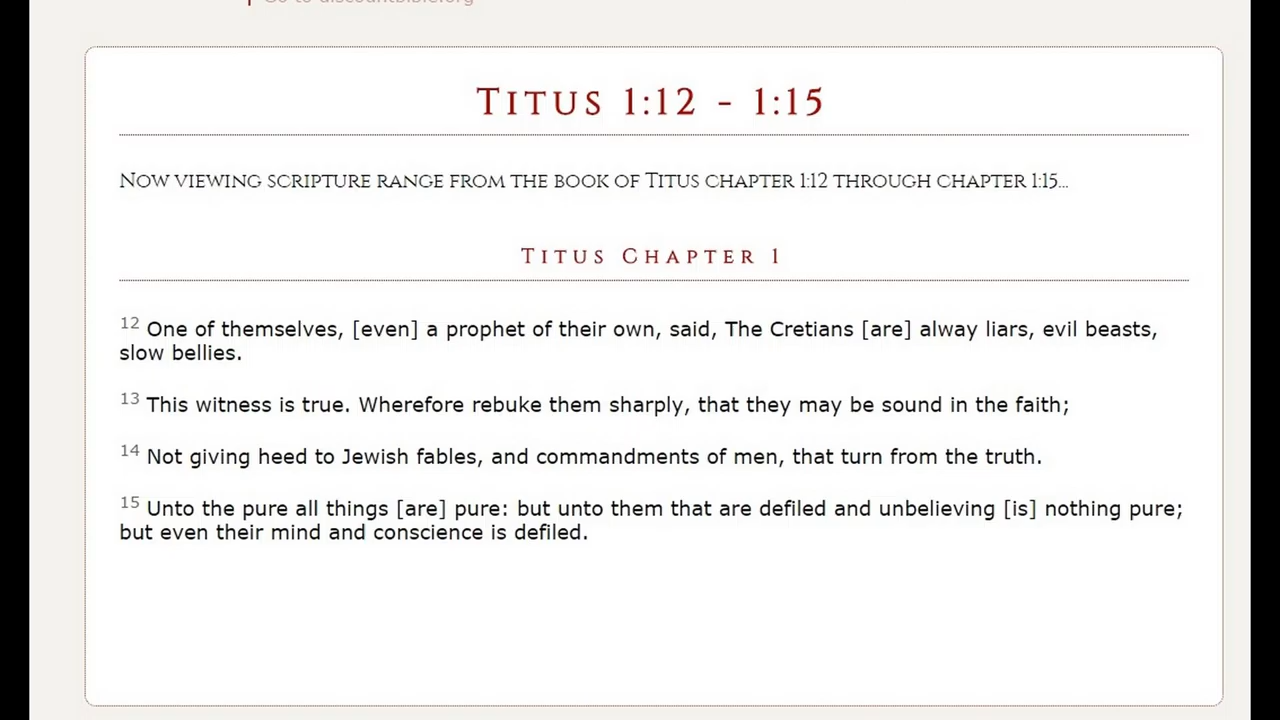 Go to discountbible.org
Titus 1:12 - 1:15
Now viewing scripture range from the book of Titus chapter 1:12 through chapter 1:15...
Titus Chapter 1
12 One of themselves, [even] a prophet of their own, said, The Cretians [are] alway liars, evil beasts,
slow bellies.
13 This witness is true. Wherefore rebuke them sharply, that they may be sound in the faith;
14 Not giving heed to Jewish fables, and commandments of men, that turn from the truth.
15 Unto the pure all things [are] pure: but unto them that are defiled and unbelieving [is] nothing pure;
but even their mind and conscience is defiled.